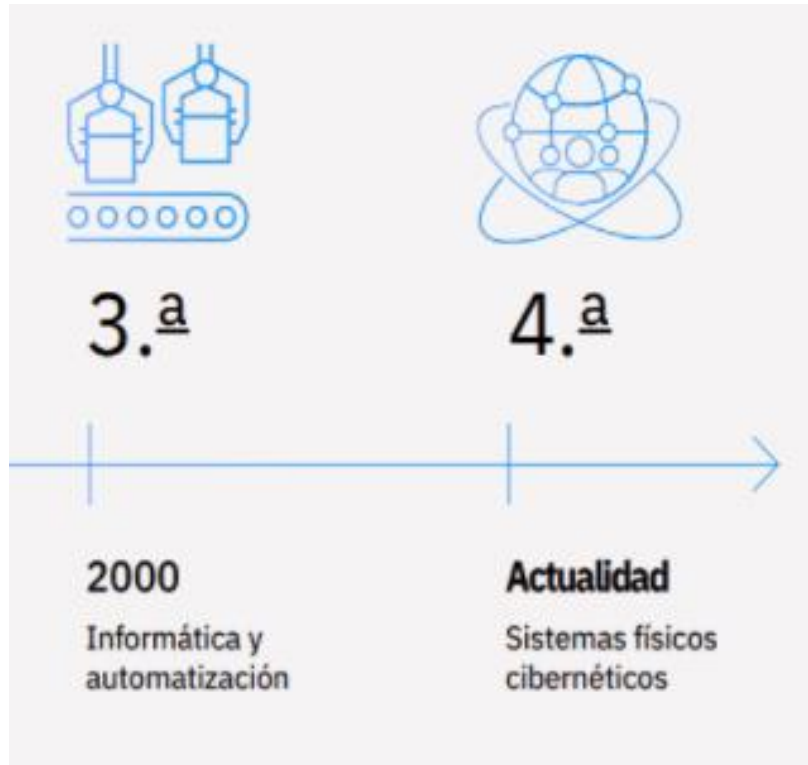 3.ª
4.ª
2000
Actualidad
Informática y
automatización
Sistemas físicos
cibernéticos